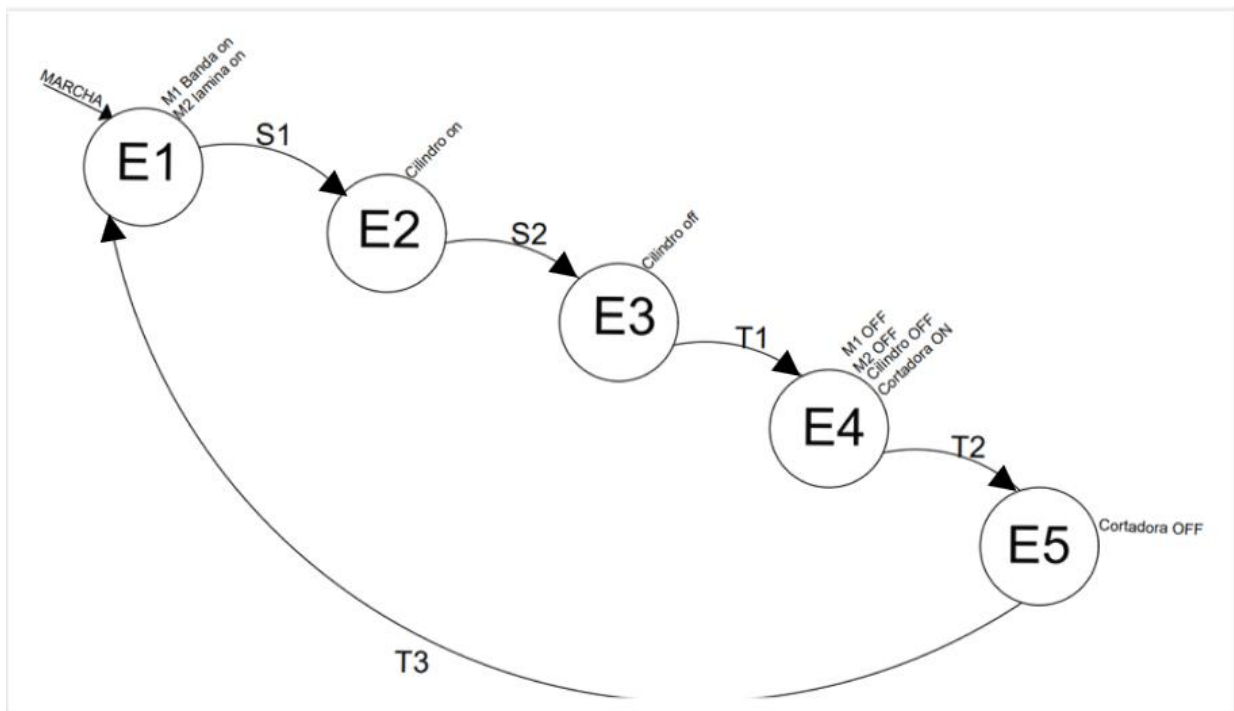 MARCHA
M1 Banda on
M2 lamina on
E1
S1
Cilindro on
E2
S2
Cilindro off
E3
T1
M1 OFF
M2 OFF
Cilindro OFF
Cortadora ON
E4
T2
E5
Cortadora OFF
T3